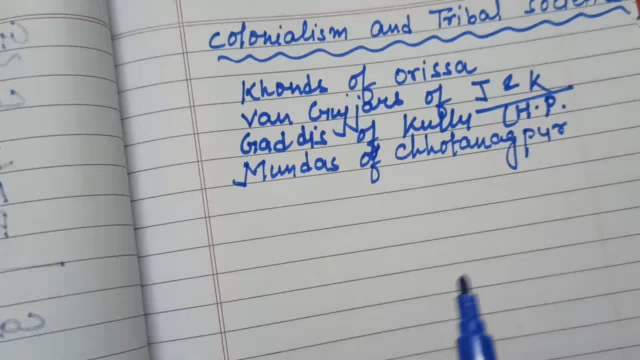 Colonialism and Tribal
Khonds of Orissa
Van Gujjars of J & K
Gaddis of Kullu (H.P.
Mundas of Chhotanagpur